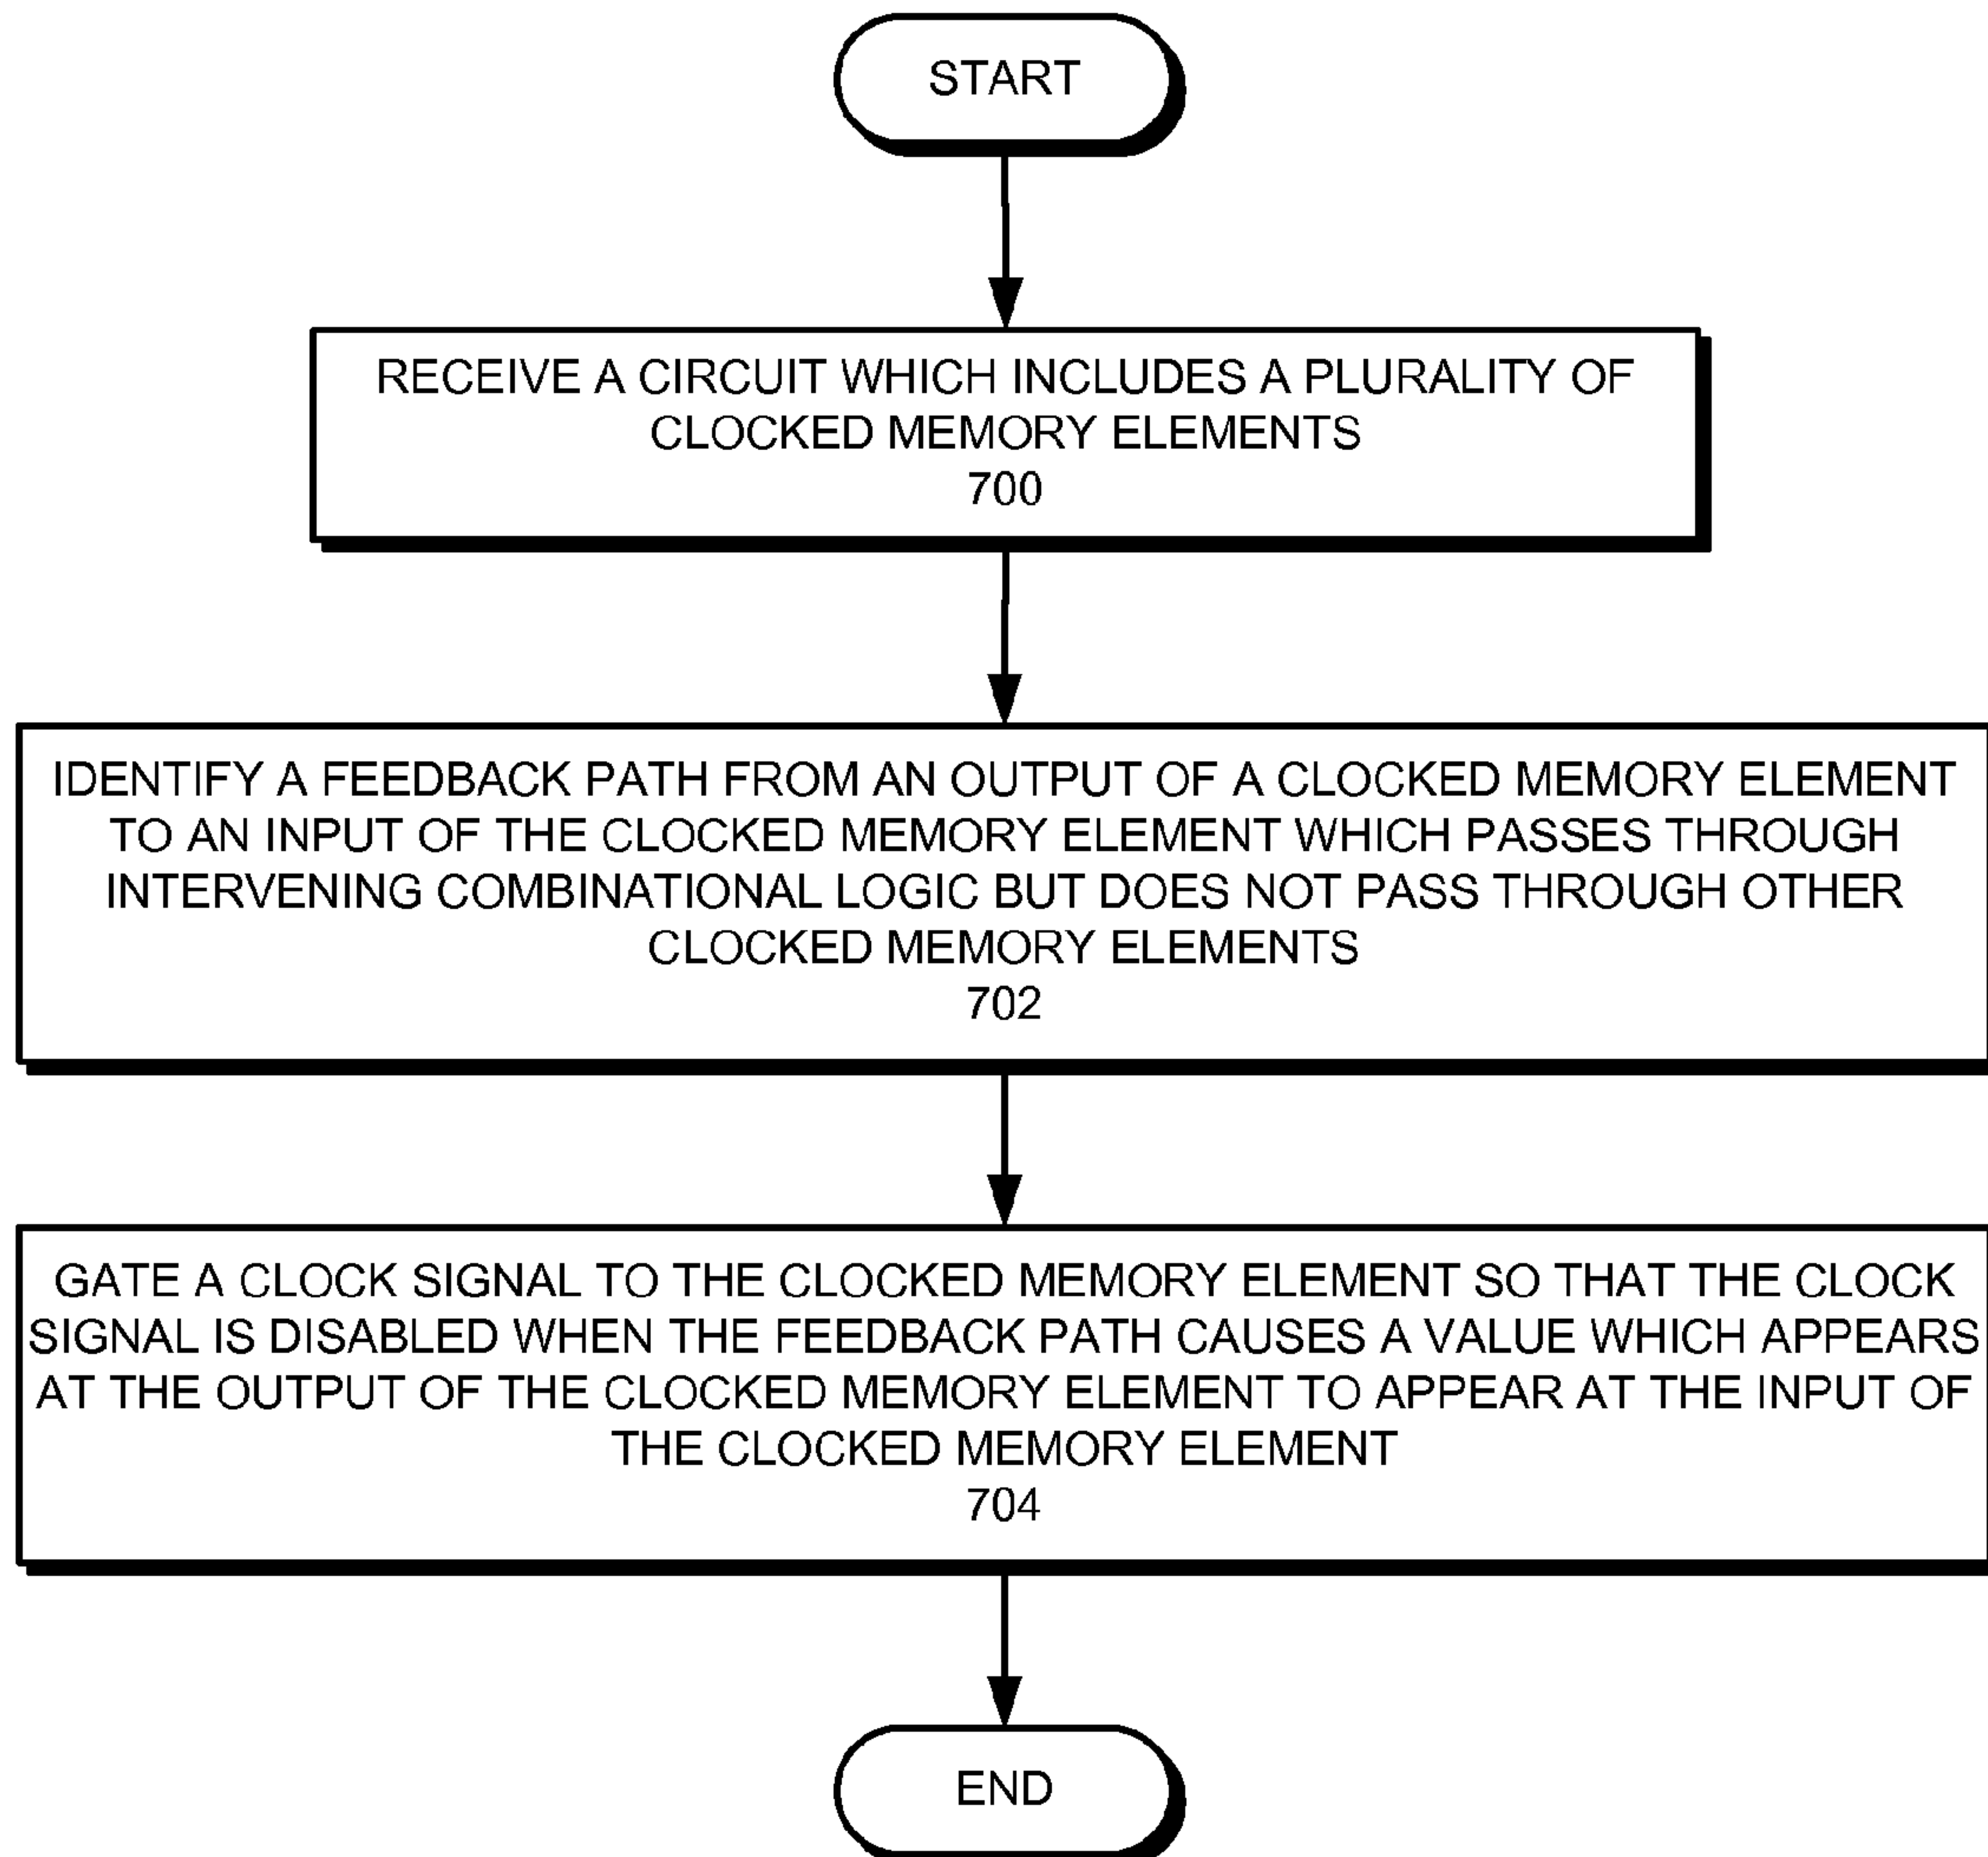 START
RECEIVE A CIRCUIT WHICH INCLUDES A PLURALITY OF
CLOCKED MEMORY ELEMENTS
700
IDENTIFY A FEEDBACK PATH FROM AN OUTPUT OF A CLOCKED MEMORY ELEMENT
TO AN INPUT OF THE CLOCKED MEMORY ELEMENT WHICH PASSES THROUGH
INTERVENING COMBINATIONAL LOGIC BUT DOES NOT PASS THROUGH OTHER
CLOCKED MEMORY ELEMENTS
702
GATE A CLOCK SIGNAL TO THE CLOCKED MEMORY ELEMENT SO THAT THE CLOCK
SIGNAL IS DISABLED WHEN THE FEEDBACK PATH CAUSES A VALUE WHICH APPEARS
AT THE OUTPUT OF THE CLOCKED MEMORY ELEMENT TO APPEAR AT THE INPUT OF
THE CLOCKED MEMORY ELEMENT
704
END